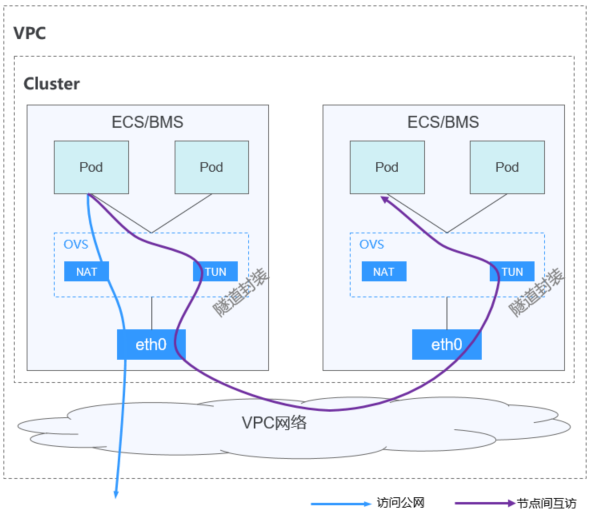 VPC
Cluster
ECS/BMS
ECS/BMS
Pod
Pod
Pod
Pod
OVS
OVS
NAT
TUN
NAT
TUN
隧道封装
隧道封装
eth0
eth0
VPC网络
访问公网
节点间互访